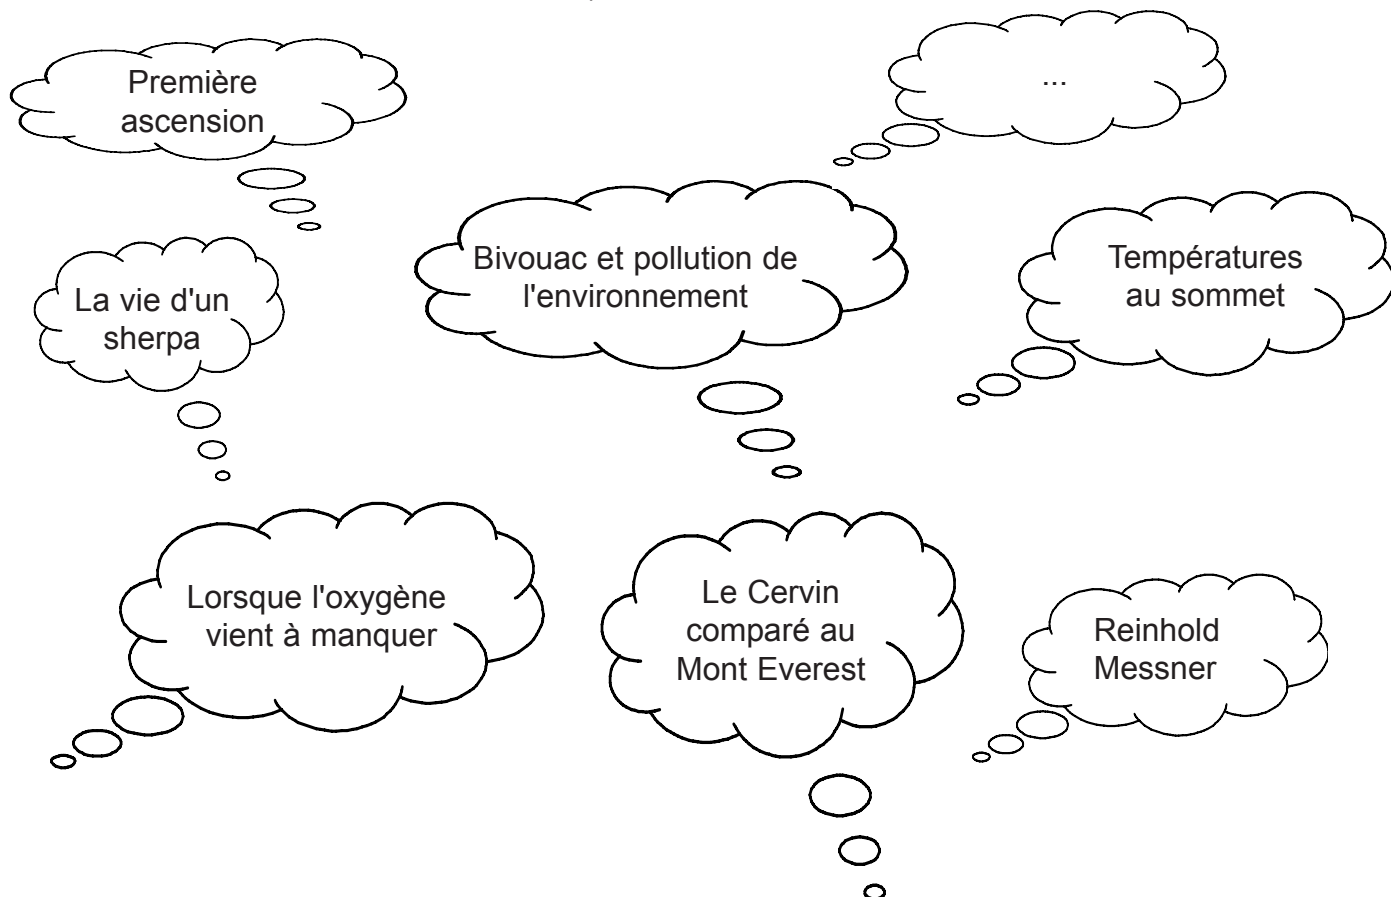 Première
ascension
...
Bivouac et pollution de
l'environnement
Températures
au sommet
La vie d'un
sherpa
Lorsque l'oxygène
vient à manquer
Le Cervin
comparé au
Mont Everest
Reinhold
Messner